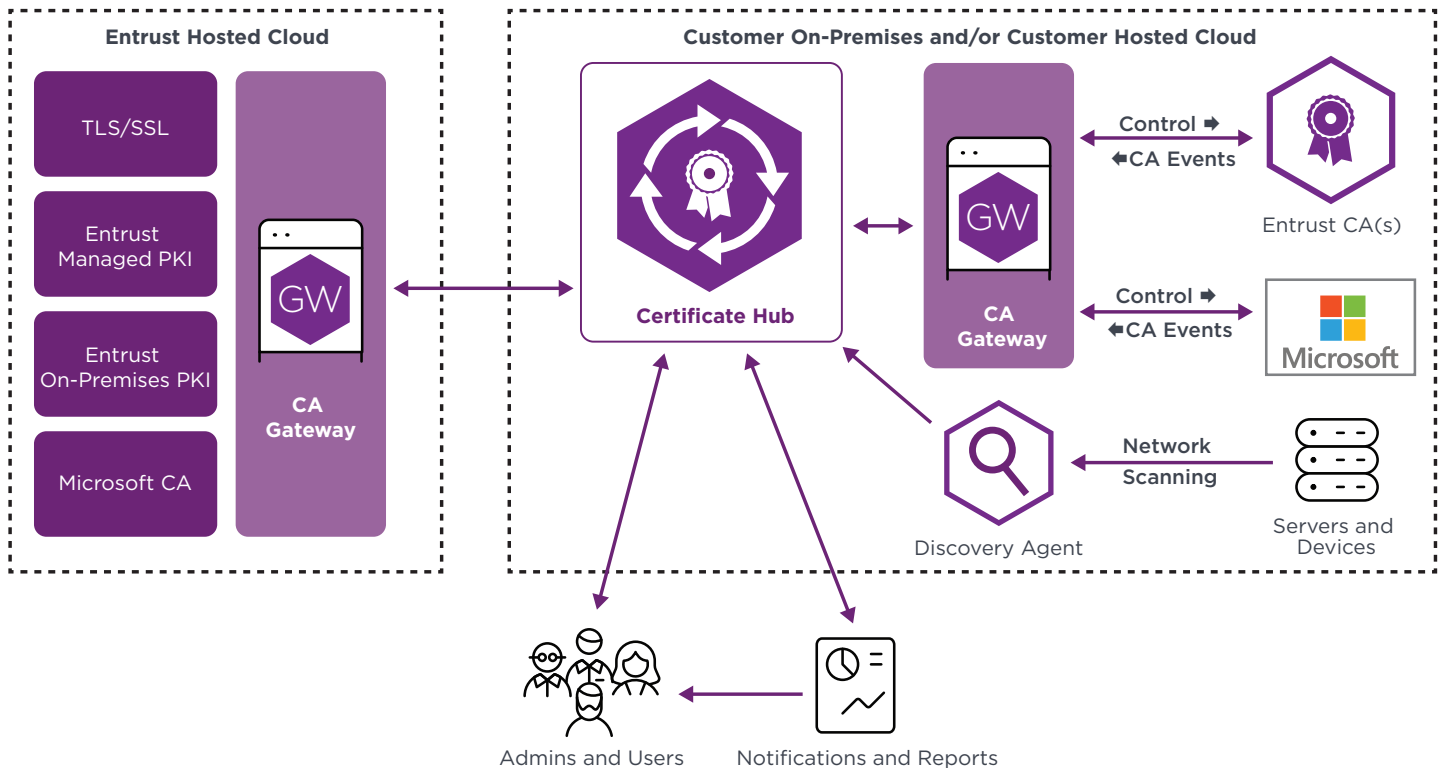 Entrust Hosted Cloud
TLS/SSL
Entrust
Managed PKI
Entrust
On-Premises PKI
Microsoft CA
GW
CA
Gateway
Customer On-Premises and/or Customer Hosted Cloud
Certificate Hub
GW
CA
Gateway
Control
CA Events
Entrust CA(s)
Control
CA Events
Microsoft
Discovery Agent
Network
Scanning
Servers and
Devices
Admins and Users
Notifications and Reports